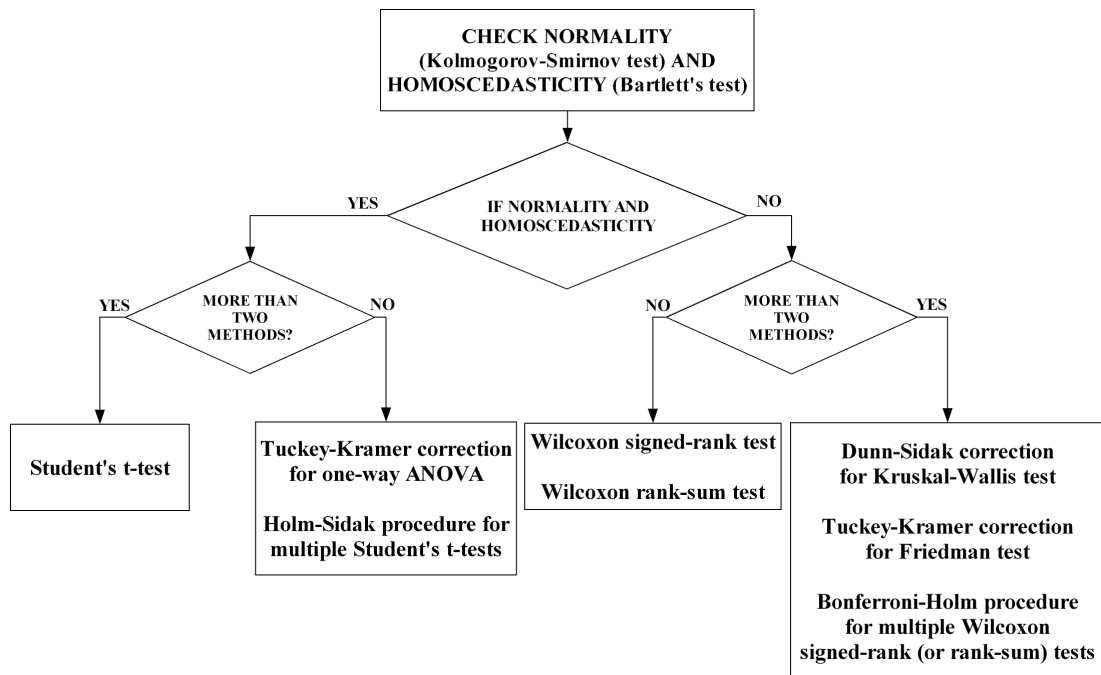 CHECK NORMALITY
(Kolmogorov-Smirnov test) AND
HOMOSCEDASTICITY (Bartlett's test)
YES
IF NORMALITY AND
HOMOSCEDASTICITY
NO
YES
MORE THAN
TWO
METHODS?
NO
NO
MORE THAN
TWO
METHODS?
YES
Student's t-test
Tuckey-Kramer correction
for one-way ANOVA
Holm-Sidak procedure for
multiple Student's t-tests
Wilcoxon signed-rank test
Wilcoxon rank-sum test
Dunn-Sidak correction
for Kruskal-Wallis test
Tuckey-Kramer correction
for Friedman test
Bonferroni-Holm procedure
for multiple Wilcoxon
signed-rank (or rank-sum) tests